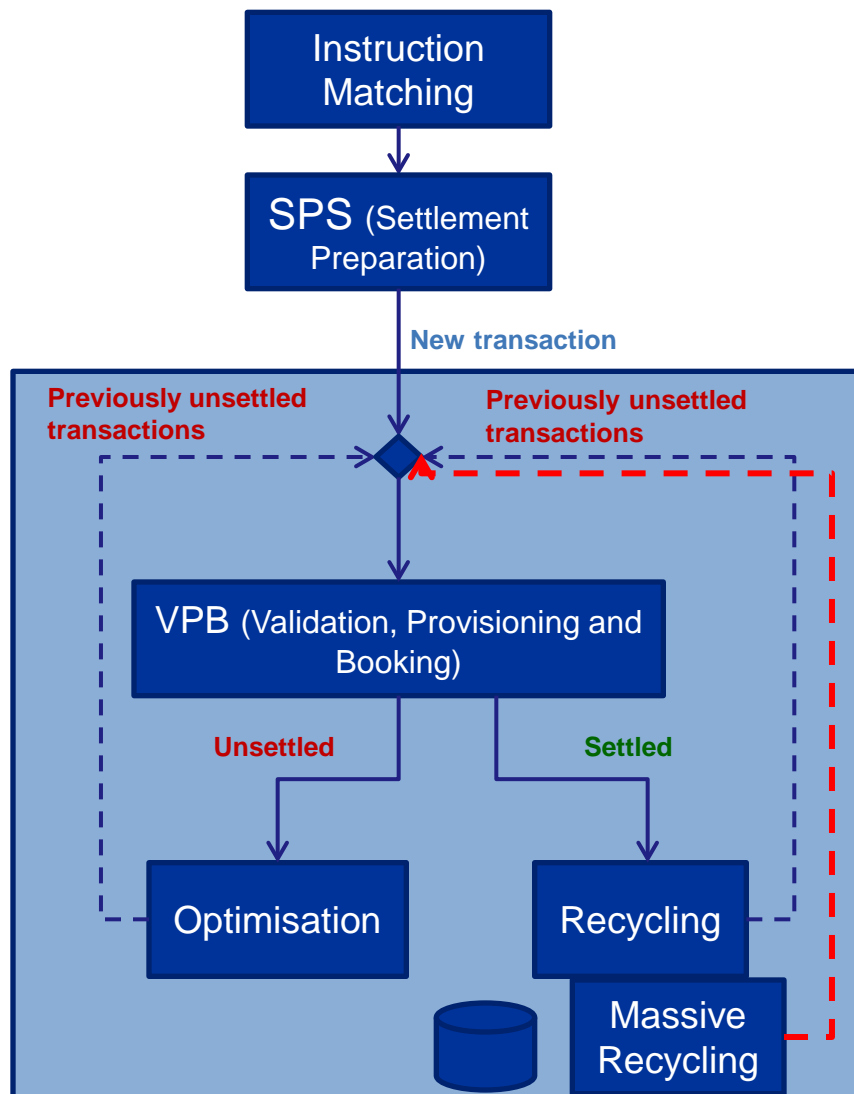 Instruction
Matching
SPS (Settlement
Preparation)
New transaction
Previously unsettled
transactions
Previously unsettled
transactions
VPB (Validation, Provisioning and
Booking)
Unsettled
Settled
Optimisation
Recycling
Massive
Recycling